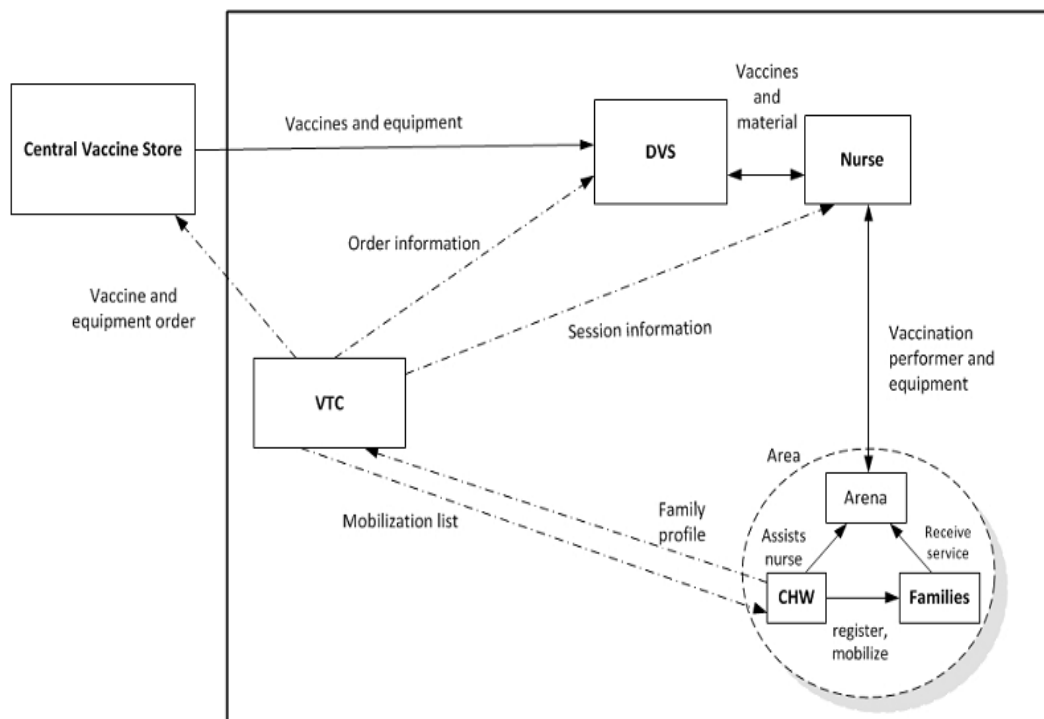 Vaccines
and
material
Central Vaccine Store
Vaccines and equipment
DVS
Nurse
Order information
Vaccine and
equipment order
Session information
Vaccination
performer and
equipment
VTC
Area
Arena
Mobilization list
Family
profile
Assists
nurse
Receive
service
CHW
Families
register,
mobilize